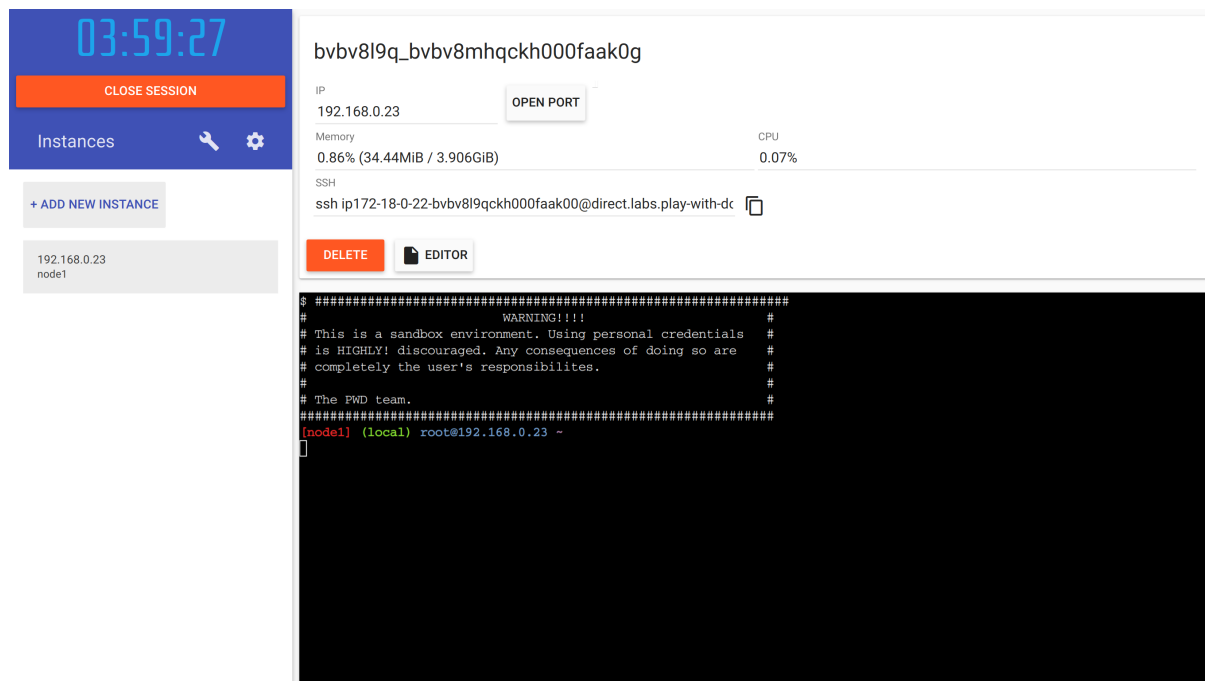 03:59:27
CLOSE SESSION
Instances
+ ADD NEW INSTANCE
192.168.0.23
node1
bvbv8l9q_bvbv8mhqckh000faak0g
IP
192.168.0.23
OPEN PORT
Memory
0.86% (34.44MiB / 3.906GiB)
CPU
0.07%
SSH
ssh ip172-18-0-22-bvbv8l9qckh000faak00@direct.labs.play-with-dc
DELETE
EDITOR
$ ###############################################################
# WARNING!!!! #
# This is a sandbox environment. Using personal credentials #
# is HIGHLY! discouraged. Any consequences of doing so are #
# completely the user's responsibilites. #
# #
# The PWD team. #
###############################################################
[node1] (local) root@192.168.0.23 ~